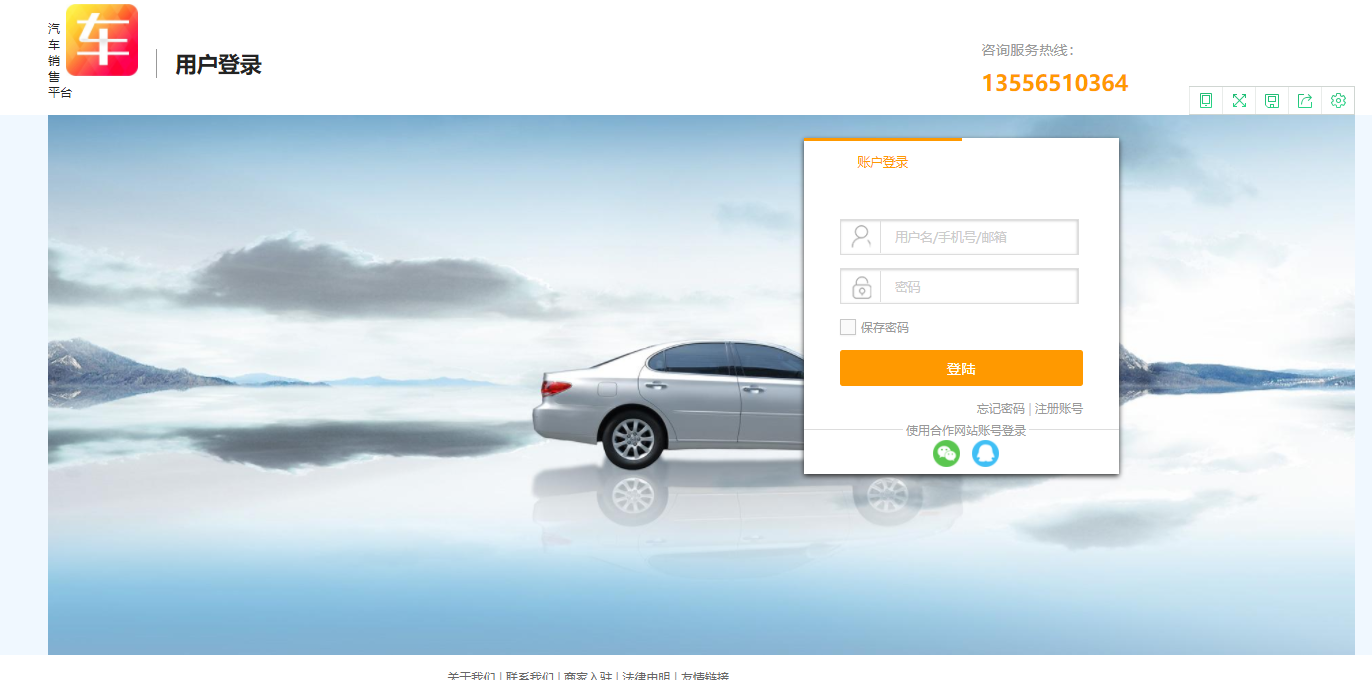 汽
车
销
售
平台
车
用户登录
咨询服务热线：
13556510364
账户登录
用户名/手机号/邮箱
密码
保存密码
登陆
忘记密码 | 注册账号
使用合作网站账号登录
关于我们 | 联系我们 | 商家入驻 | 法律申明 | 友情链接